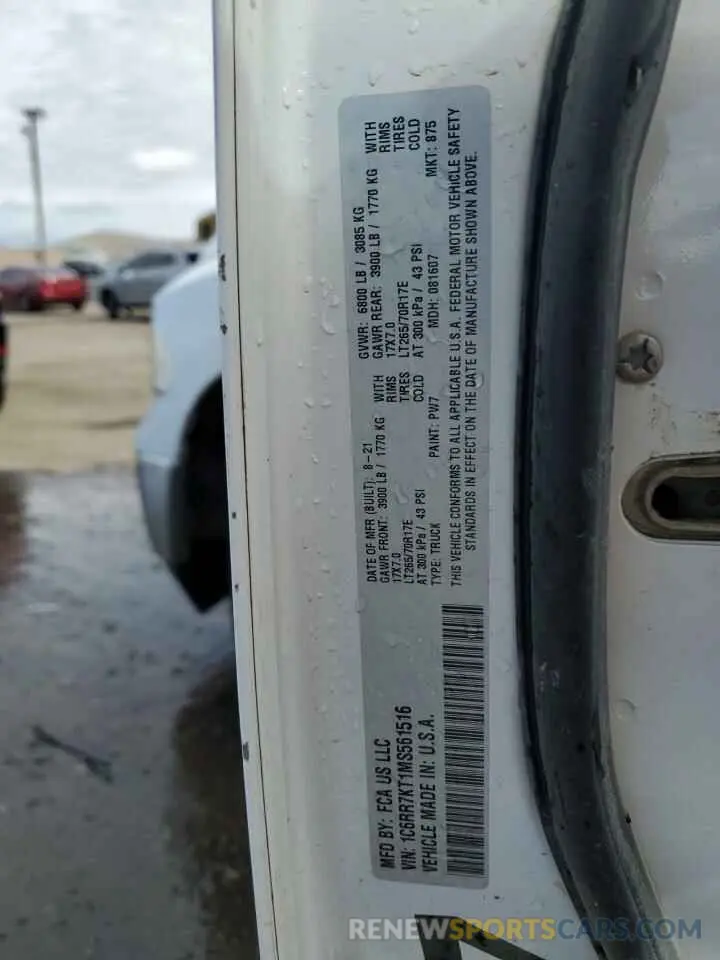 MFD BY: FCA US LLC
VIN: 1C6RR7KT1MS561516
VEHICLE MADE IN: U.S.A.
DATE OF MFR (BUILT): 8-21
GVWR: 6800 LB / 3085 KG
GAWR FRONT: 3900 LB / 1770 KG WITH
GAWR REAR: 3900 LB / 1770 KG WITH
17X7.0 RIMS
17X7.0 RIMS
LT265/70R17E TIRES
LT265/70R17E TIRES
AT 300 kPa / 43 PSI COLD
AT 300 kPa / 43 PSI COLD
TYPE: TRUCK PAINT: PW7 MDH: 081607 MKT: 875
THIS VEHICLE CONFORMS TO ALL APPLICABLE U.S.A. FEDERAL MOTOR VEHICLE SAFETY
STANDARDS IN EFFECT ON THE DATE OF MANUFACTURE SHOWN ABOVE.
RENEWSPORTSCARS.COM